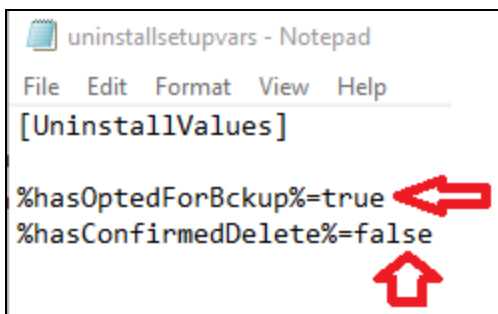 uninstallsetupvars - Notepad
File Edit Format View Help
[UninstallValues]
%hasOptedForBckup%=true
%hasConfirmedDelete%=false